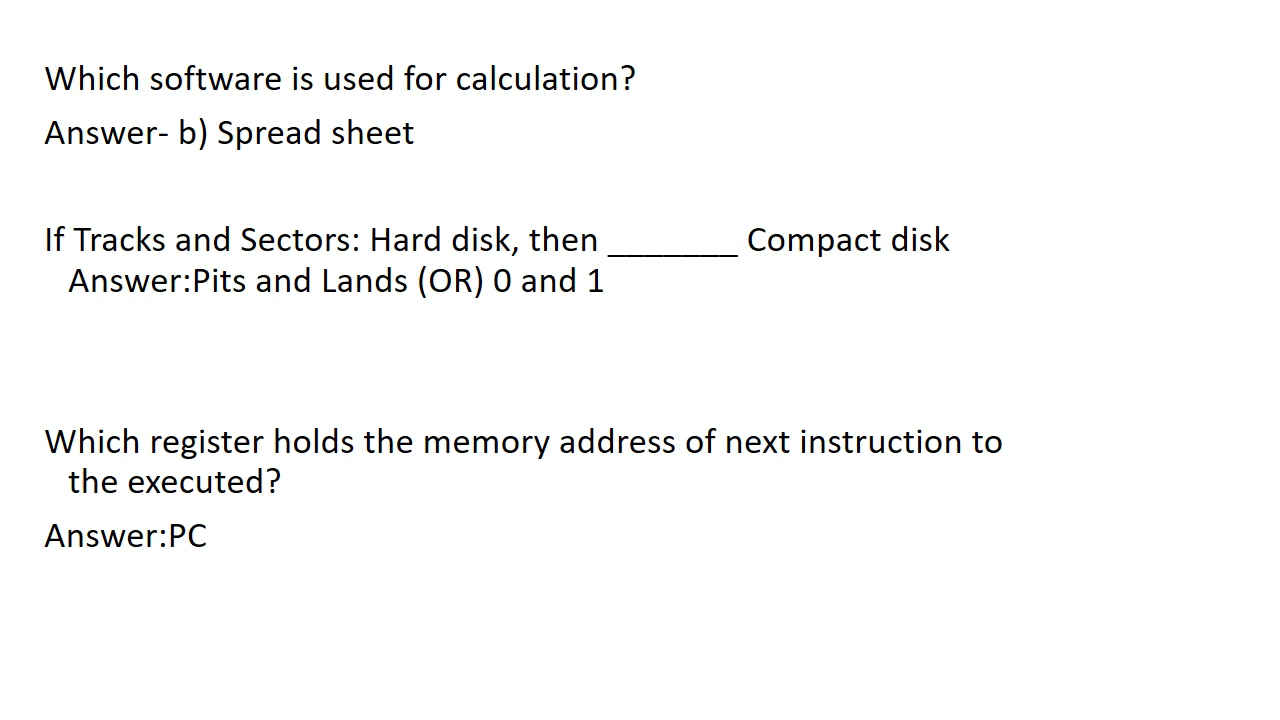 Which software is used for calculation?
Answer- b) Spread sheet
If Tracks and Sectors: Hard disk, then _______ Compact disk
Answer:Pits and Lands (OR) 0 and 1
Which register holds the memory address of next instruction to
the executed?
Answer:PC